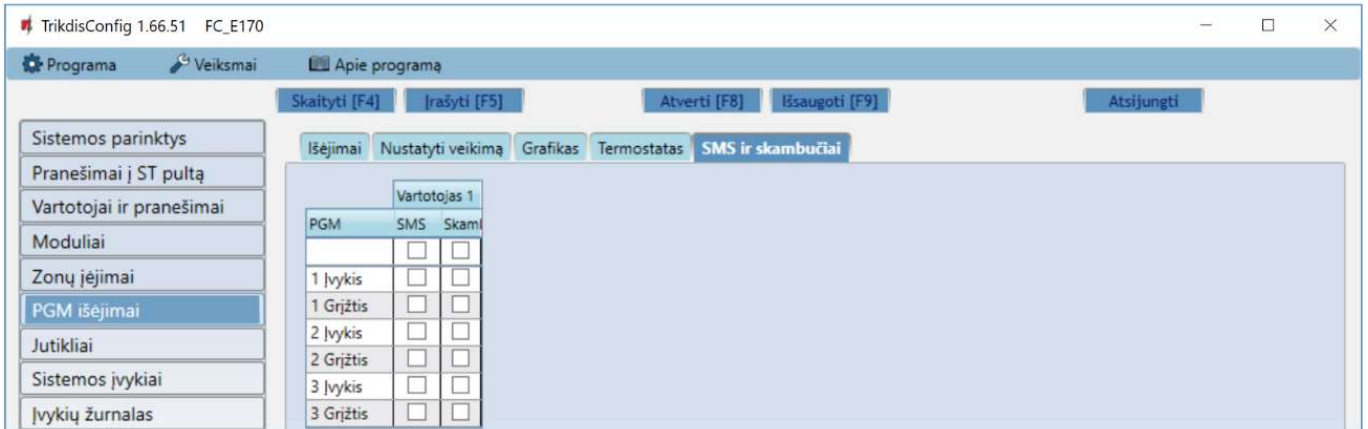 TrikdisConfig 1.66.51 FC_E170
Programa Veiksmai Apie programą
Skaityti [F4] Įrašyti [F5] Atverti [F8] Išsaugoti [F9] Atsijungti
Sistemos parinktys
Pranešimai į ST pultą
Vartotojai ir pranešimai
Moduliai
Zonų įėjimai
PGM išėjimai
Jutikliai
Sistemos įvykiai
Įvykių žurnalas
Išėjimai Nustatyti veikimą Grafikas Termostatas SMS ir skambučiai
Vartotojas 1
PGM SMS Skaml
1 Įvykis
1 Grįžtis
2 Įvykis
2 Grįžtis
3 Įvykis
3 Grįžtis